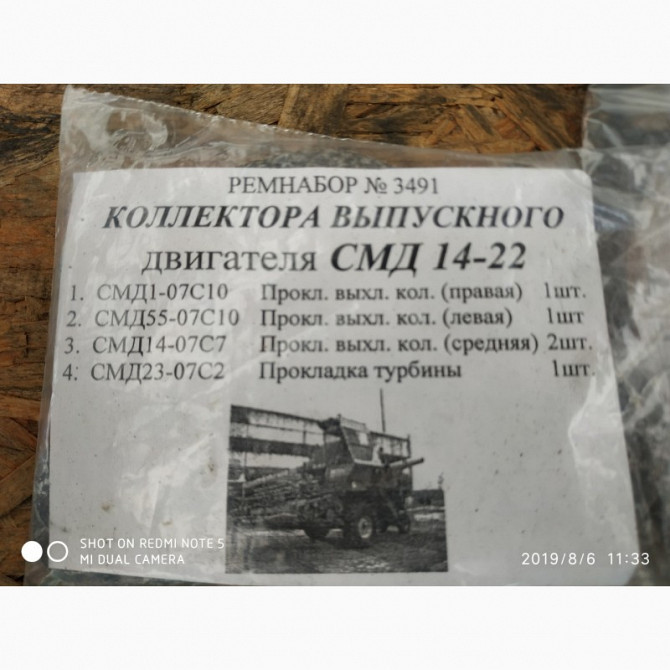 РЕМНАБОР № 3491
КОЛЛЕКТОРА ВЫПУСКНОГО
двигателя СМД 14-22
1. СМД1-07С10 Прокл. выхл. кол. (правая) 1шт.
2. СМД55-07С10 Прокл. выхл. кол. (левая) 1шт
3. СМД14-07С7 Прокл. выхл. кол. (средняя) 2шт.
4. СМД23-07С2 Прокладка турбины 1шт.
SHOT ON REDMI NOTE 5
MI DUAL CAMERA
2019/8/6 11:33